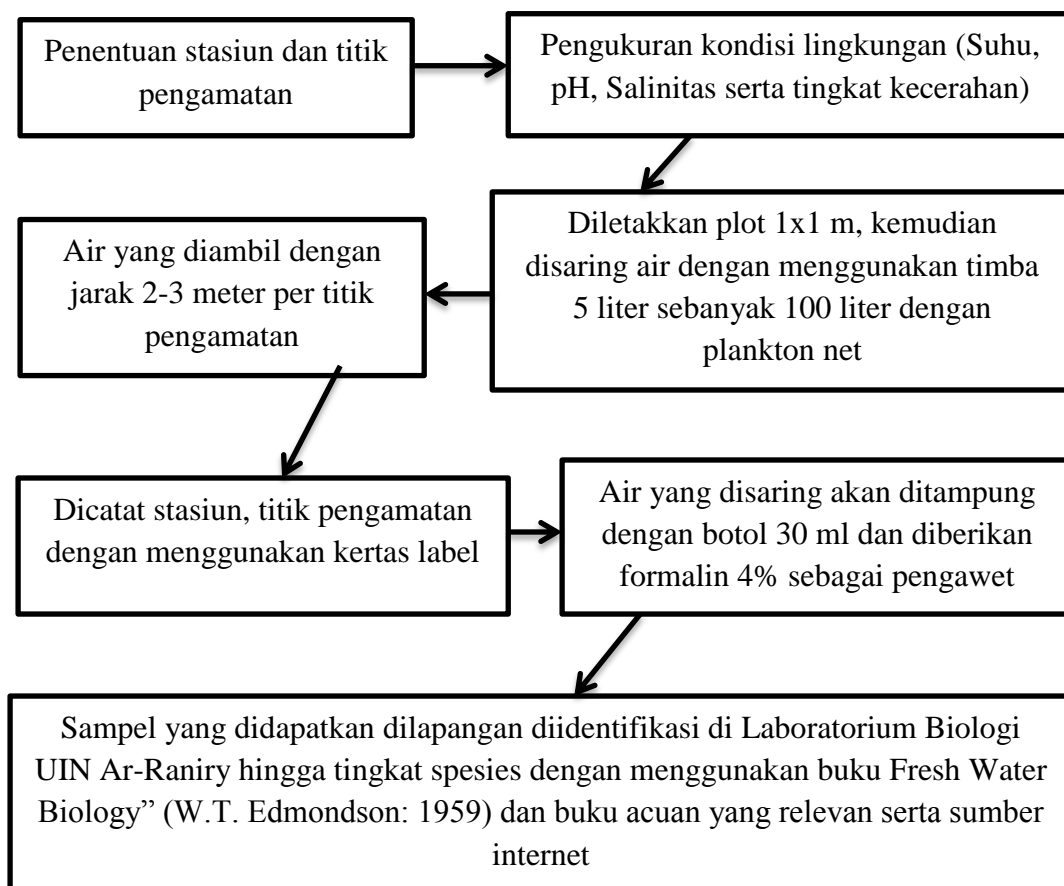 Penentuan stasiun dan titik
pengamatan
Pengukuran kondisi lingkungan (Suhu,
pH, Salinitas serta tingkat kecerahan)
Diletakkan plot 1x1 m, kemudian
disaring air dengan menggunakan timba
5 liter sebanyak 100 liter dengan
plankton net
Air yang diambil dengan
jarak 2-3 meter per titik
pengamatan
Dicatat stasiun, titik pengamatan
dengan menggunakan kertas label
Air yang disaring akan ditampung
dengan botol 30 ml dan diberikan
formalin 4% sebagai pengawet
Sampel yang didapatkan dilapangan diidentifikasi di Laboratorium Biologi
UIN Ar-Raniry hingga tingkat spesies dengan menggunakan buku Fresh Water
Biology” (W.T. Edmondson: 1959) dan buku acuan yang relevan serta sumber
internet